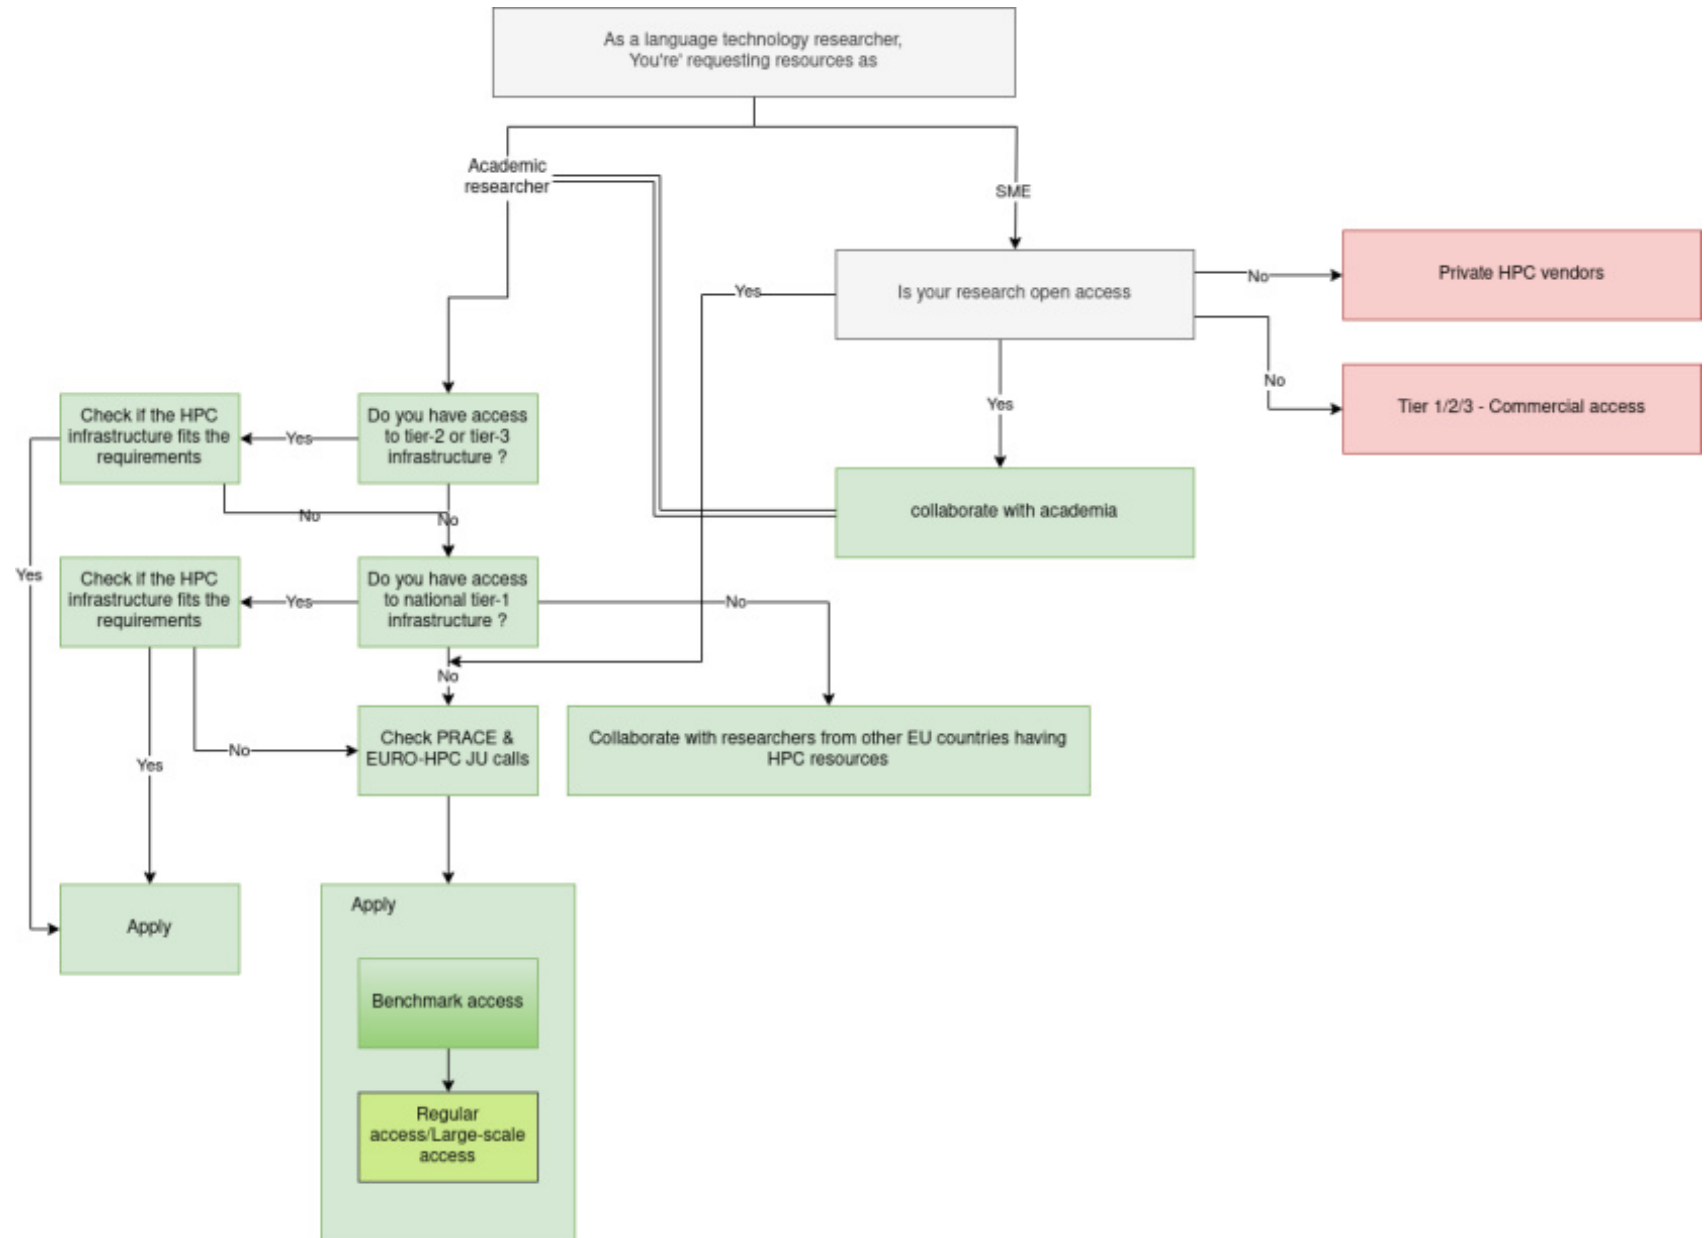 As a language technology researcher,
You're' requesting resources as
Academic
researcher
SME
Is your research open access
No
Private HPC vendors
Yes
No
Tier 1/2/3 - Commercial access
Yes
Check if the HPC
infrastructure fits the
requirements
Yes
Do you have access
to tier-2 or tier-3
infrastructure ?
collaborate with academia
No
No
Yes
Check if the HPC
infrastructure fits the
requirements
Yes
Do you have access
to national tier-1
infrastructure ?
No
No
Check PRACE &
EURO-HPC JU calls
No
Yes
Collaborate with researchers from other EU countries having
HPC resources
Apply
Apply
Benchmark access
Regular
access/Large-scale
access